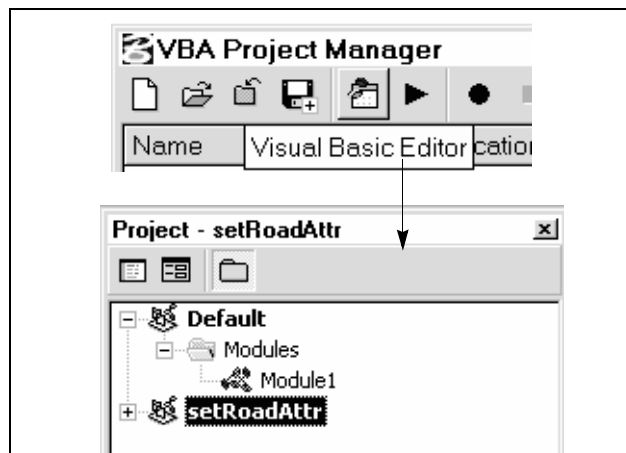 VBA Project Manager
Name Visual Basic Editor cation
Project - setRoadAttr
Default
Modules
Module1
setRoadAttr